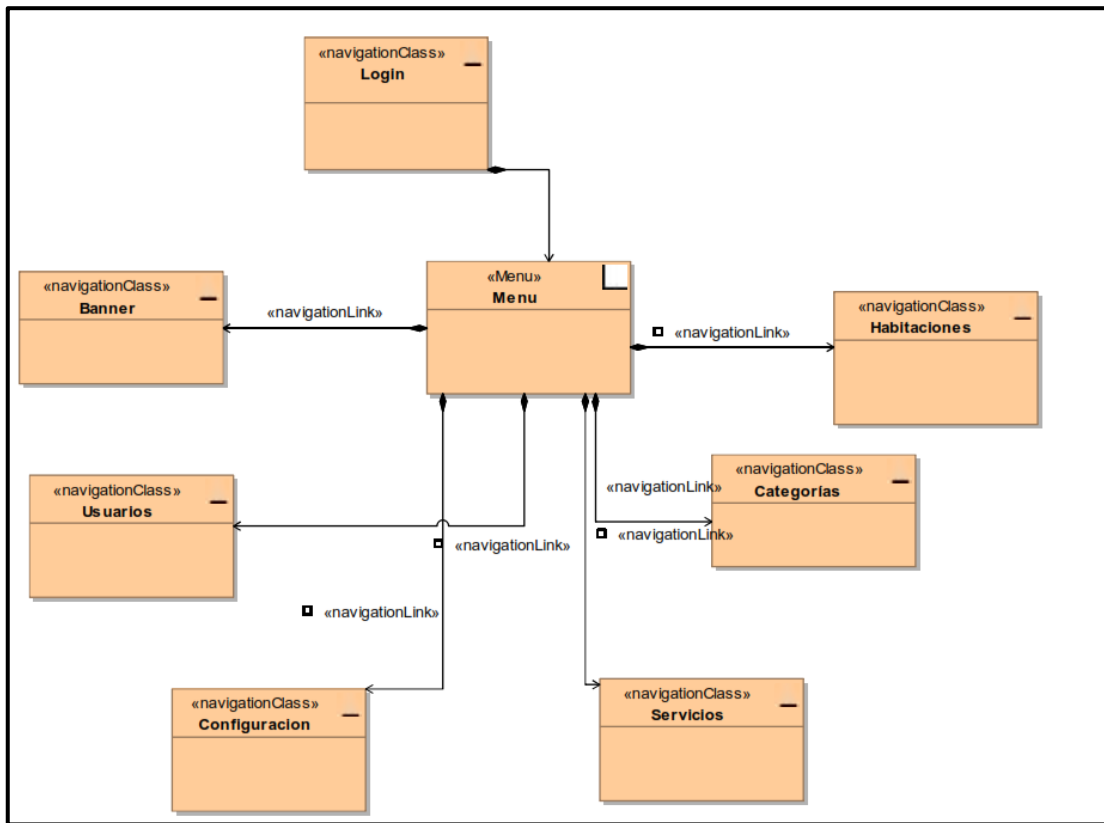 «navigationClass»
Login
«Menu»
Menu
«navigationClass»
Banner
«navigationLink»
«navigationLink»
«navigationClass»
Habitaciones
«navigationClass»
Usuarios
«navigationLink»
«navigationClass»
Categorías
«navigationLink»
«navigationLink»
«navigationLink»
«navigationClass»
Configuracion
«navigationClass»
Servicios